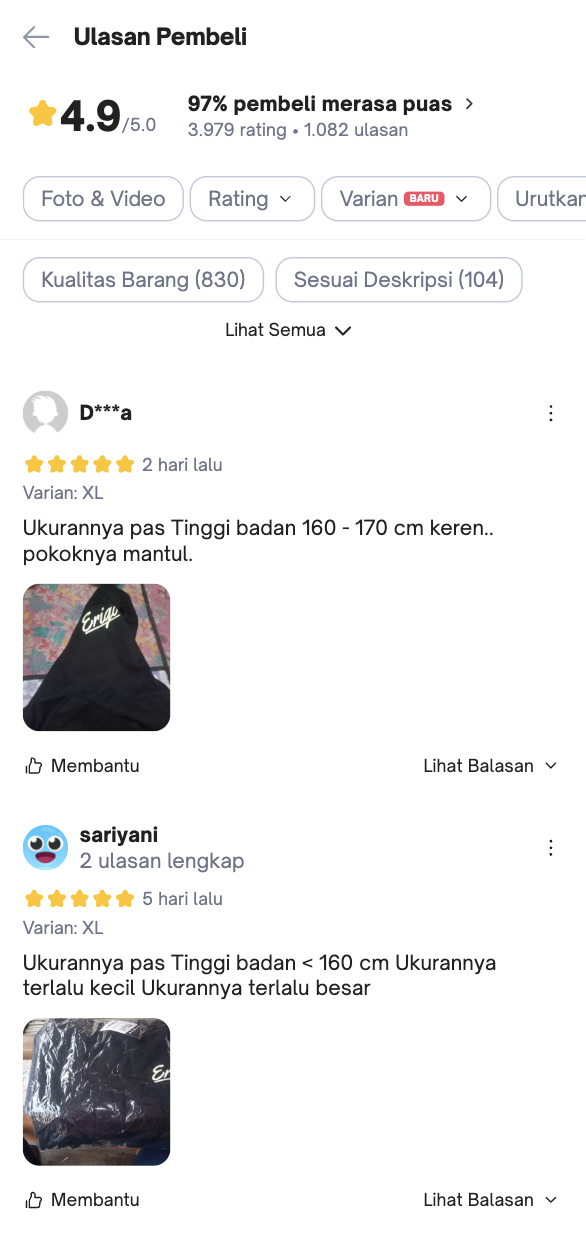 Ulasan Pembeli
4.9/5.0
97% pembeli merasa puas
3.979 rating • 1.082 ulasan
Foto & Video
Rating
Varian BARU
Urutkan
Kualitas Barang (830)
Sesuai Deskripsi (104)
Lihat Semua
D***a
2 hari lalu
Varian: XL
Ukurannya pas Tinggi badan 160 - 170 cm keren..
pokoknya mantul.
Erigo
Membantu
Lihat Balasan
sariyani
2 ulasan lengkap
5 hari lalu
Varian: XL
Ukurannya pas Tinggi badan < 160 cm Ukurannya
terlalu kecil Ukurannya terlalu besar
Er
Membantu
Lihat Balasan